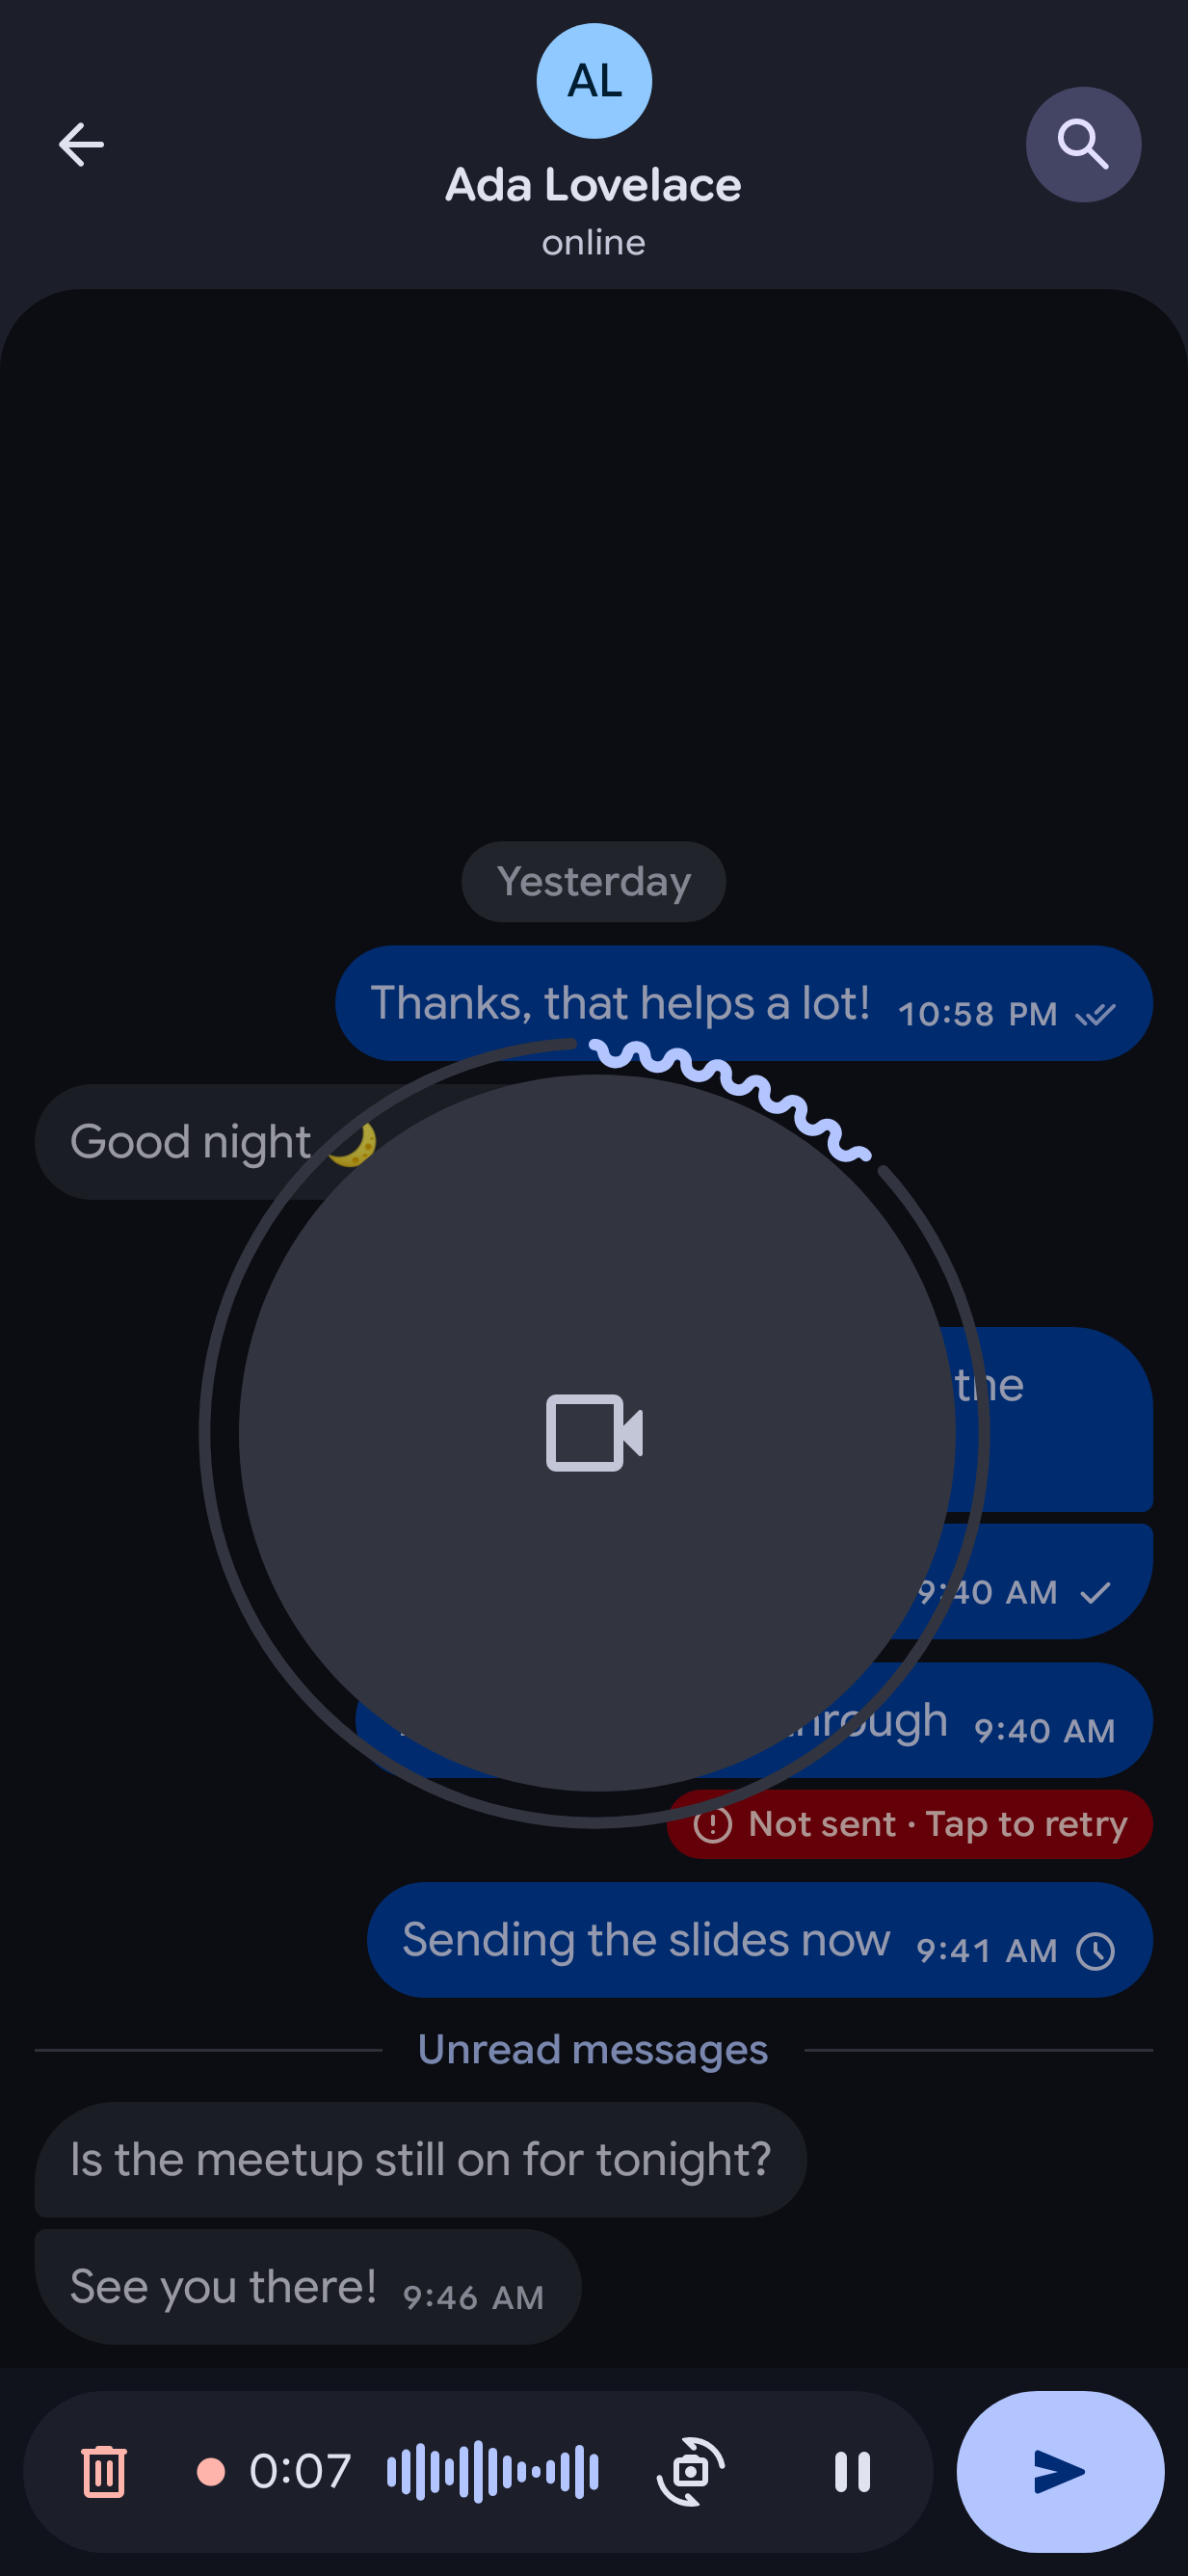 AL
Ada Lovelace
online
Yesterday
Thanks, that helps a lot! 10:58 PM
Good night 🌙
the
9:40 AM
9:40 AM
Not sent · Tap to retry
Sending the slides now 9:41 AM
Unread messages
Is the meetup still on for tonight?
See you there! 9:46 AM
0:07